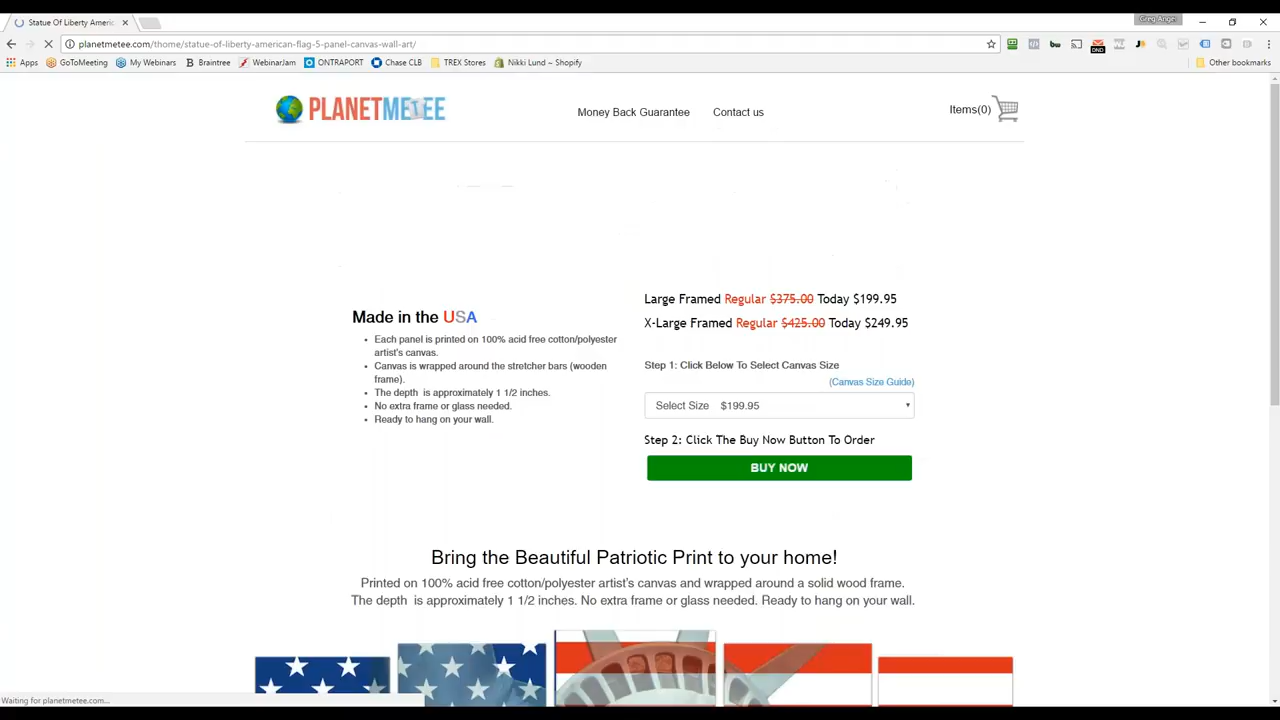 Statue Of Liberty Americ
Greg Angel
planetmetee.com/thome/statue-of-liberty-american-flag-5-panel-canvas-wall-art/
Apps GoToMeeting My Webinars Braintree WebinarJam ONTRAPORT Chase CLB TREX Stores Nikki Lund ~ Shopify Other bookmarks
PLANETMETEE
Money Back Guarantee Contact us
Items(0)
Large Framed Regular $375.00 Today $199.95
X-Large Framed Regular $425.00 Today $249.95
Made in the USA
Each panel is printed on 100% acid free cotton/polyester
artist's canvas.
Canvas is wrapped around the stretcher bars (wooden
frame).
The depth is approximately 1 1/2 inches.
No extra frame or glass needed.
Ready to hang on your wall.
Step 1: Click Below To Select Canvas Size
(Canvas Size Guide)
Select Size $199.95
Step 2: Click The Buy Now Button To Order
BUY NOW
Bring the Beautiful Patriotic Print to your home!
Printed on 100% acid free cotton/polyester artist's canvas and wrapped around a solid wood frame.
The depth is approximately 1 1/2 inches. No extra frame or glass needed. Ready to hang on your wall.
Waiting for planetmetee.com...